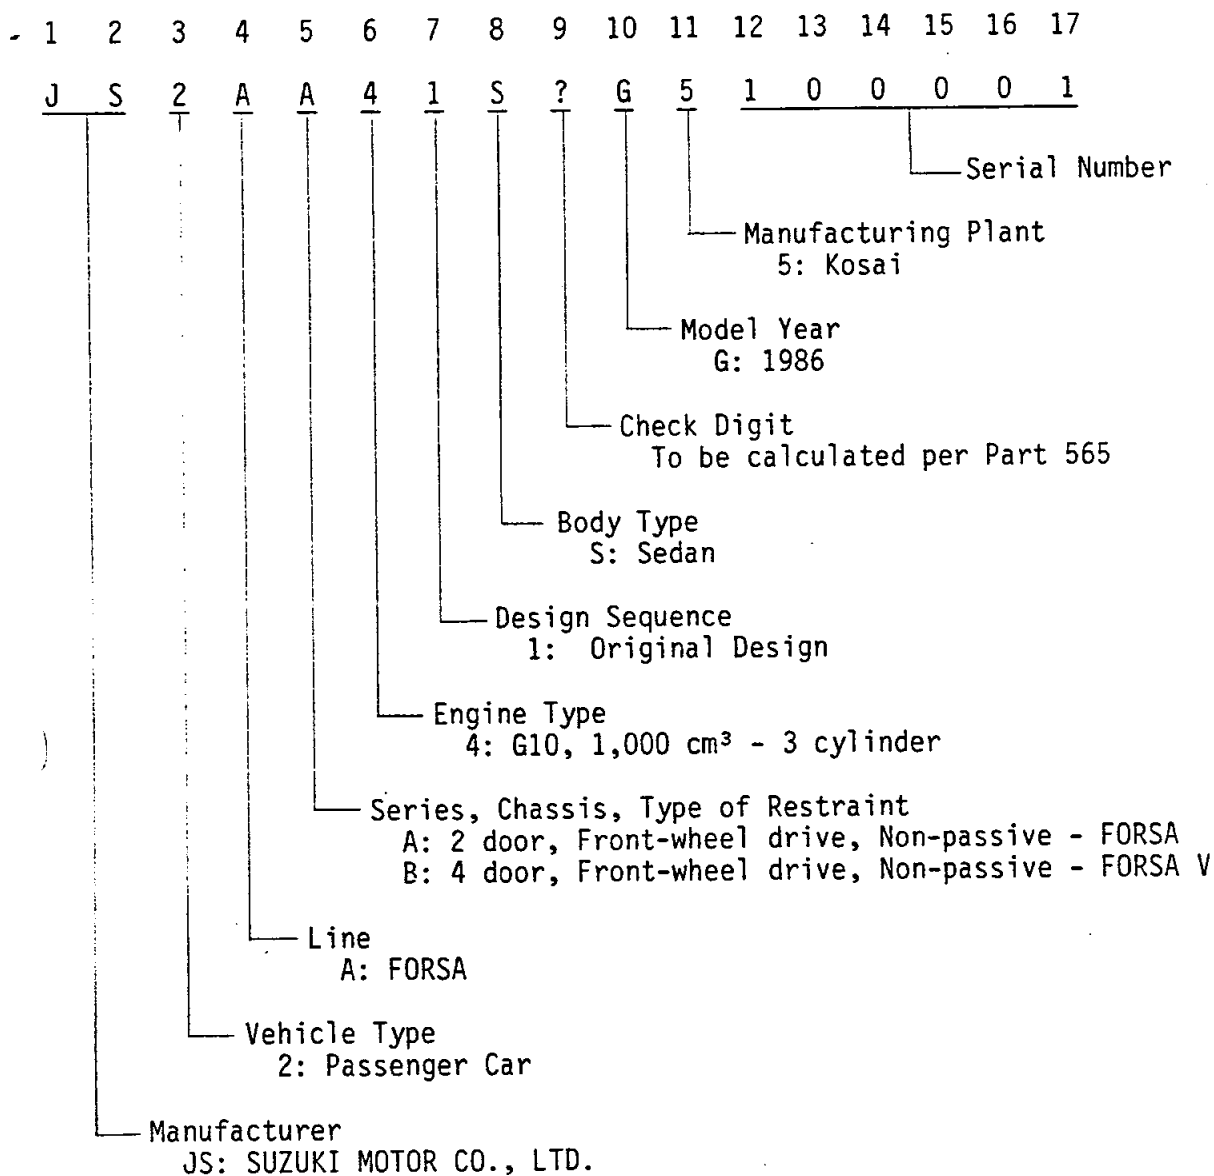 - 1 2 3 4 5 6 7 8 9 10 11 12 13 14 15 16 17
J S 2 A A 4 1 S ? G 5 1 0 0 0 0 1
Serial Number
Manufacturing Plant
5: Kosai
Model Year
G: 1986
Check Digit
To be calculated per Part 565
Body Type
S: Sedan
Design Sequence
1: Original Design
Engine Type
4: G10, 1,000 cm³ - 3 cylinder
Series, Chassis, Type of Restraint
A: 2 door, Front-wheel drive, Non-passive - FORSA
B: 4 door, Front-wheel drive, Non-passive - FORSA V
Line
A: FORSA
Vehicle Type
2: Passenger Car
Manufacturer
JS: SUZUKI MOTOR CO., LTD.